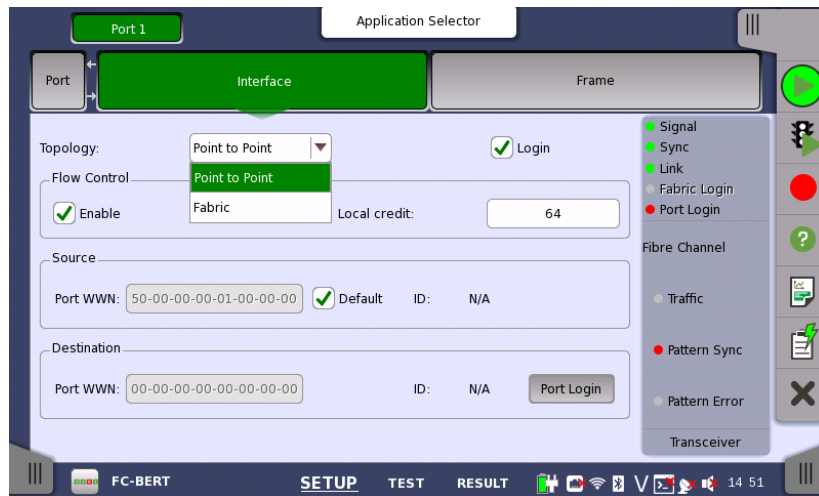 Port 1
Application Selector
Port
Interface
Frame
Topology:
Point to Point
Login
Point to Point
Fabric
Flow Control
Enable
Local credit:
64
Source
Port WWN:
50-00-00-00-01-00-00-00
Default
ID:
N/A
Destination
Port WWN:
00-00-00-00-00-00-00-00
ID:
N/A
Port Login
Signal
Sync
Link
Fabric Login
Port Login
Fibre Channel
Traffic
Pattern Sync
Pattern Error
Transceiver
FC-BERT
SETUP
TEST
RESULT
V
14 51